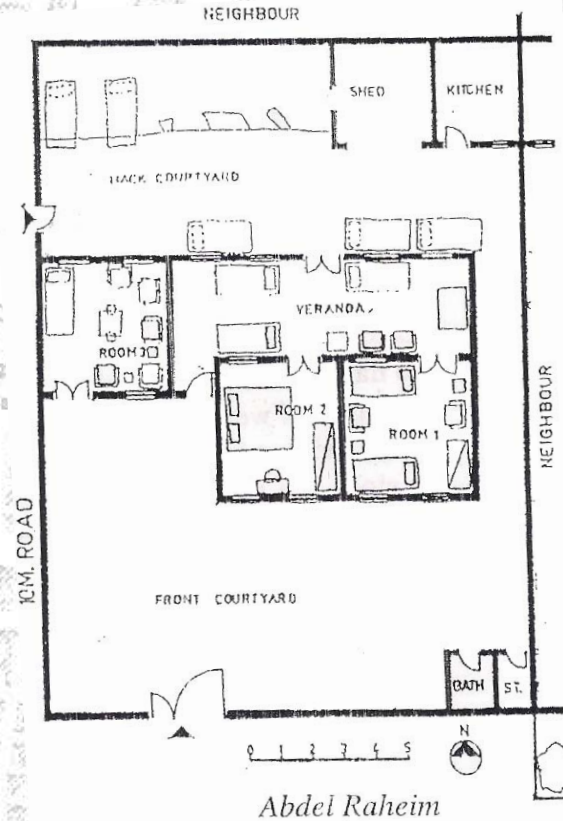 NEIGHBOUR
SHED
KITCHEN
BACK COURTYARD
VERANDA
ROOM 3
ROOM 2
ROOM 1
NEIGHBOUR
10M. ROAD
FRONT COURTYARD
BATH
ST.
N
0 1 2 3 4 5
Abdel Raheim